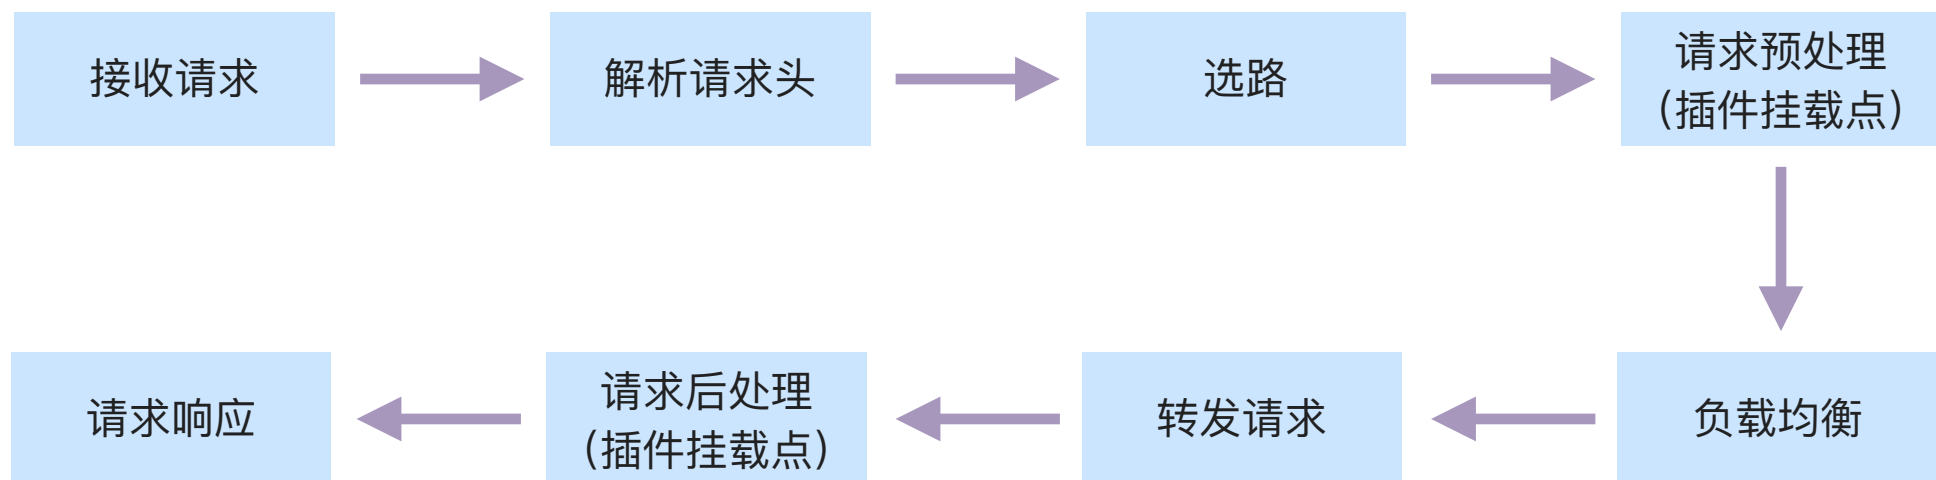 接收请求
解析请求头
选路
请求预处理
(插件挂载点)
负载均衡
转发请求
请求后处理
(插件挂载点)
请求响应